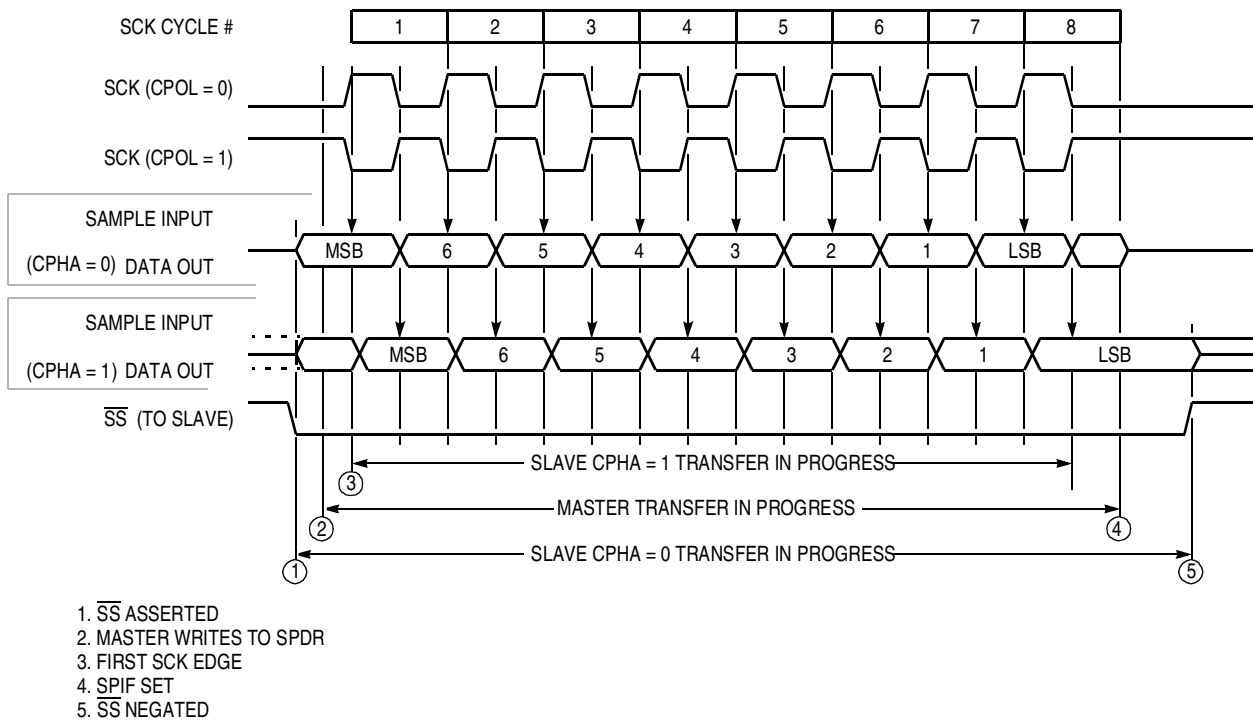 SCK CYCLE # 1 2 3 4 5 6 7 8
SCK (CPOL = 0)
SCK (CPOL = 1)
SAMPLE INPUT
(CPHA = 0) DATA OUT MSB 6 5 4 3 2 1 LSB
SAMPLE INPUT
(CPHA = 1) DATA OUT MSB 6 5 4 3 2 1 LSB
SS (TO SLAVE)
SLAVE CPHA = 1 TRANSFER IN PROGRESS
3
MASTER TRANSFER IN PROGRESS
2 4
SLAVE CPHA = 0 TRANSFER IN PROGRESS
1 5
1. SS ASSERTED
2. MASTER WRITES TO SPDR
3. FIRST SCK EDGE
4. SPIF SET
5. SS NEGATED